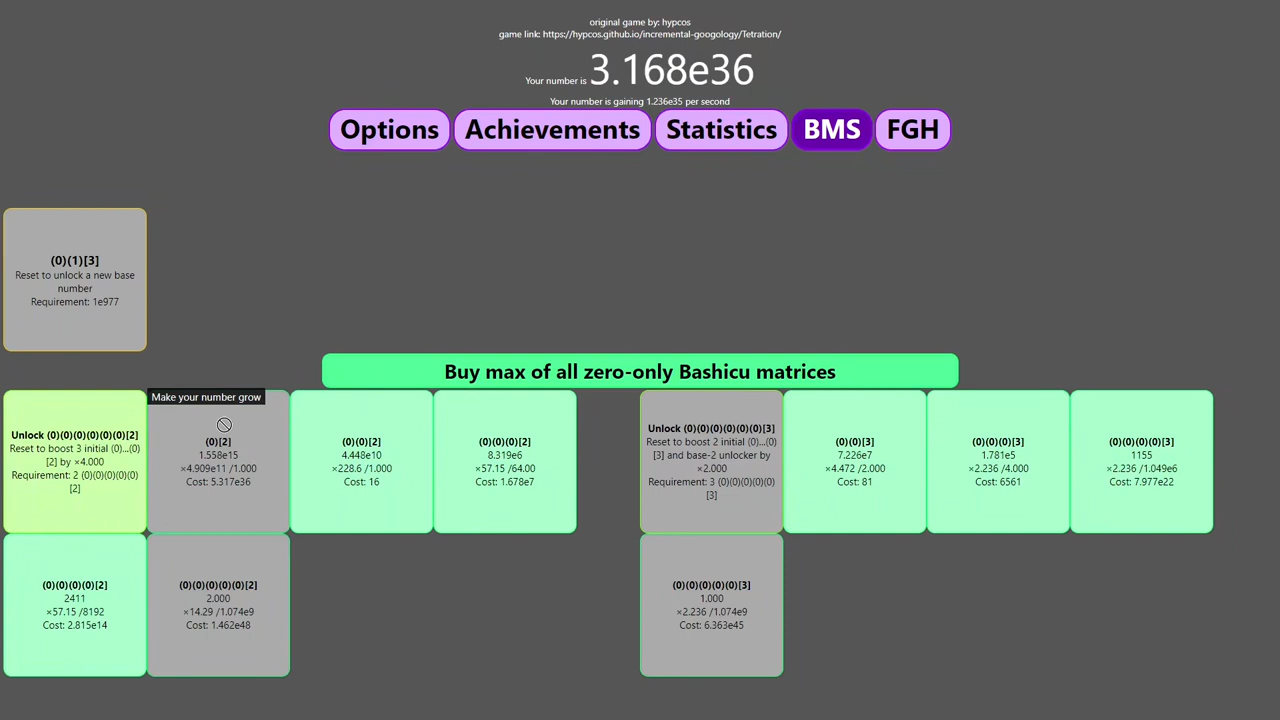 original game by: hypcos
game link: https://hypcos.github.io/incremental-googology/Tetration/
Your number is 3.168e36
Your number is gaining 1.236e35 per second
Options Achievements Statistics BMS FGH
(0)(1)[3]
Reset to unlock a new base
number
Requirement: 1e977
Buy max of all zero-only Bashicu matrices
Make your number grow
Unlock (0)(0)(0)(0)(0)(0)[2]
Reset to boost 3 initial (0)...(0)
[2] by ×4.000
Requirement: 2 (0)(0)(0)(0)(0)
[2]
(0)[2]
1.558e15
×4.909e11 /1.000
Cost: 5.317e36
(0)(0)[2]
4.448e10
×228.6 /1.000
Cost: 16
(0)(0)(0)[2]
8.319e6
×57.15 /64.00
Cost: 1.678e7
Unlock (0)(0)(0)(0)(0)(0)[3]
Reset to boost 2 initial (0)...(0)
[3] and base-2 unlocker by
×2.000
Requirement: 3 (0)(0)(0)(0)(0)
[3]
(0)(0)[3]
7.226e7
×4.472 /2.000
Cost: 81
(0)(0)(0)[3]
1.781e5
×2.236 /4.000
Cost: 6561
(0)(0)(0)(0)[3]
1155
×2.236 /1.049e6
Cost: 7.977e22
(0)(0)(0)(0)[2]
2411
×57.15 /8192
Cost: 2.815e14
(0)(0)(0)(0)(0)[2]
2.000
×14.29 /1.074e9
Cost: 1.462e48
(0)(0)(0)(0)(0)[3]
1.000
×2.236 /1.074e9
Cost: 6.363e45